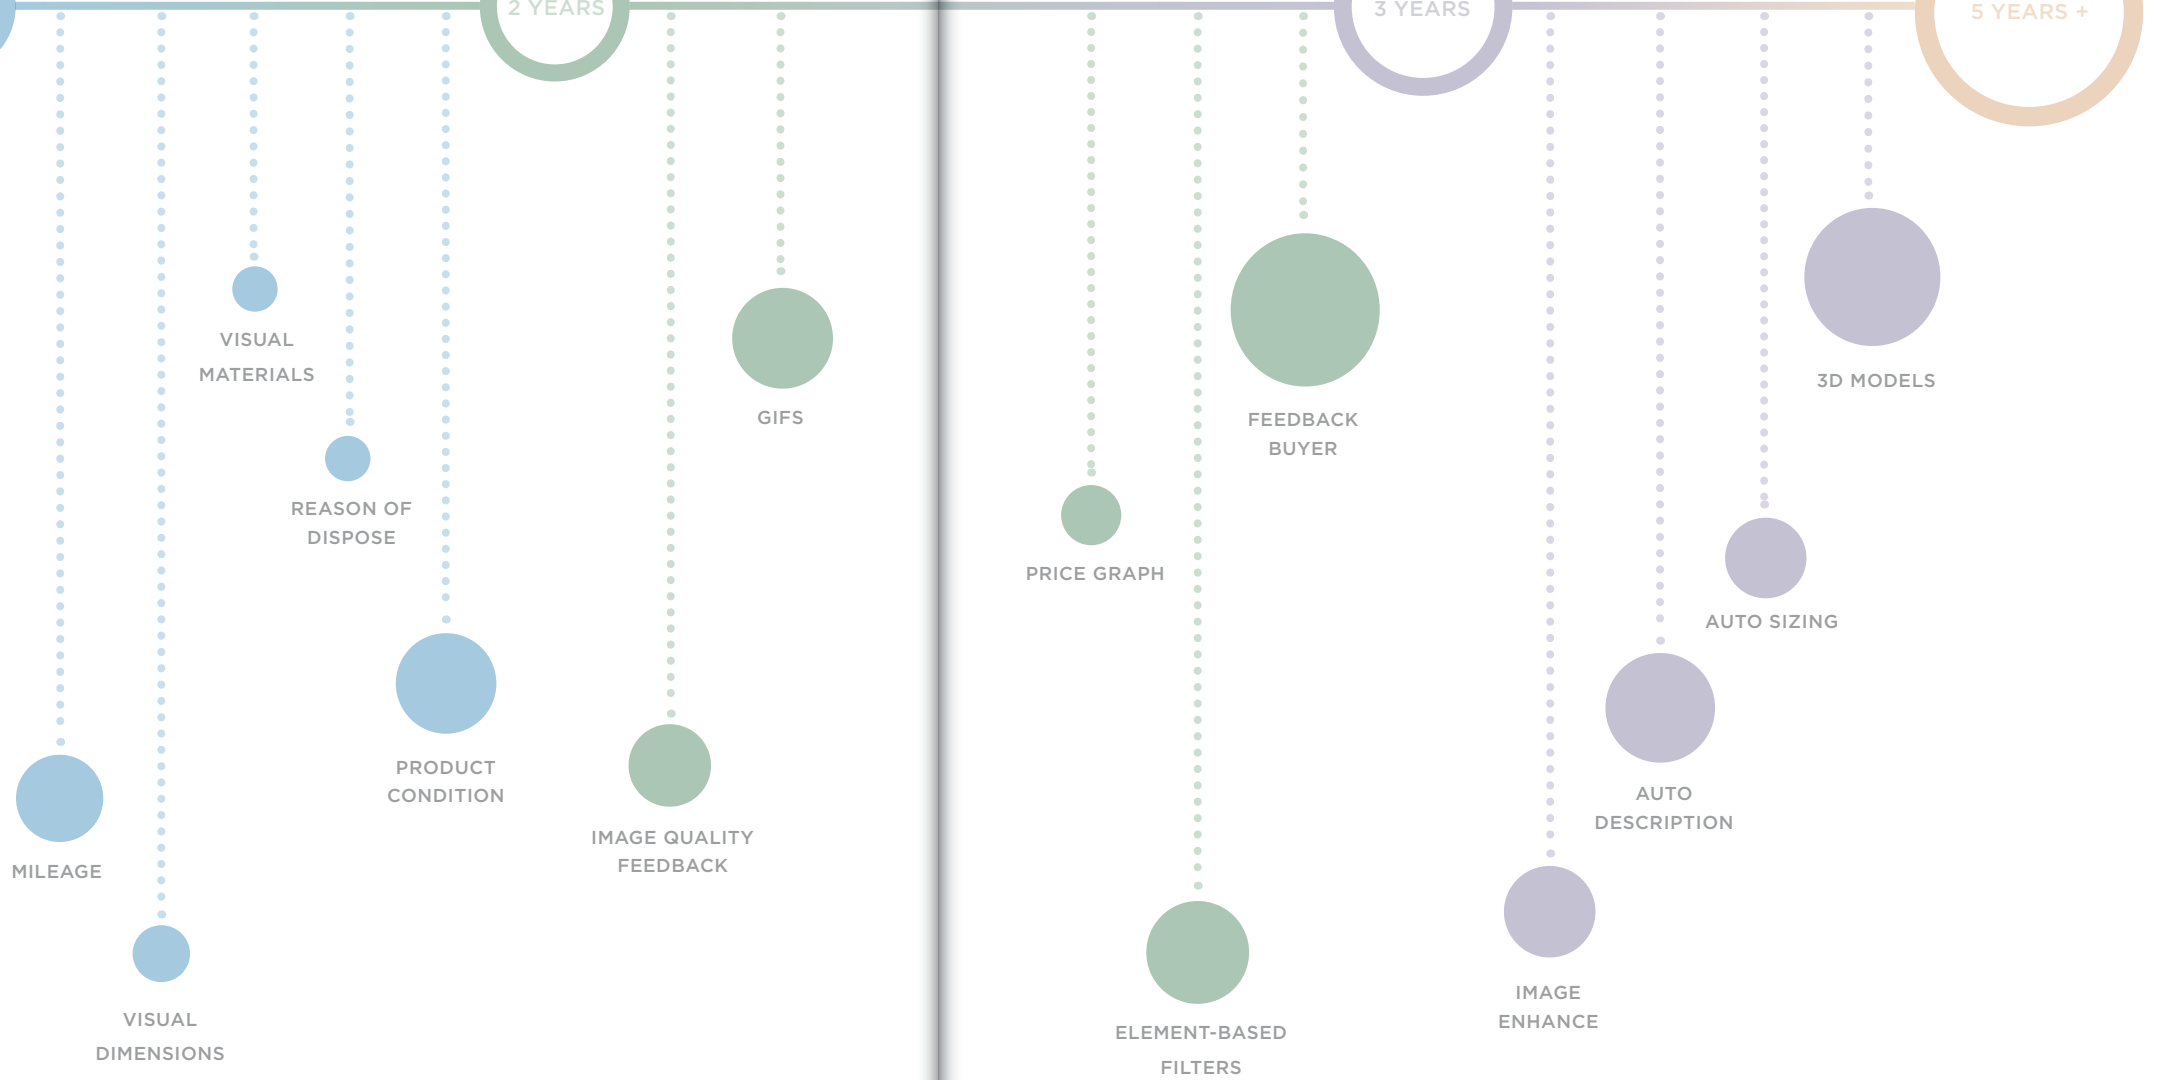 2 YEARS
3 YEARS
5 YEARS +
VISUAL
MATERIALS
REASON OF
DISPOSE
PRODUCT
CONDITION
MILEAGE
VISUAL
DIMENSIONS
GIFS
IMAGE QUALITY
FEEDBACK
FEEDBACK
BUYER
PRICE GRAPH
ELEMENT-BASED
FILTERS
3D MODELS
AUTO SIZING
AUTO
DESCRIPTION
IMAGE
ENHANCE